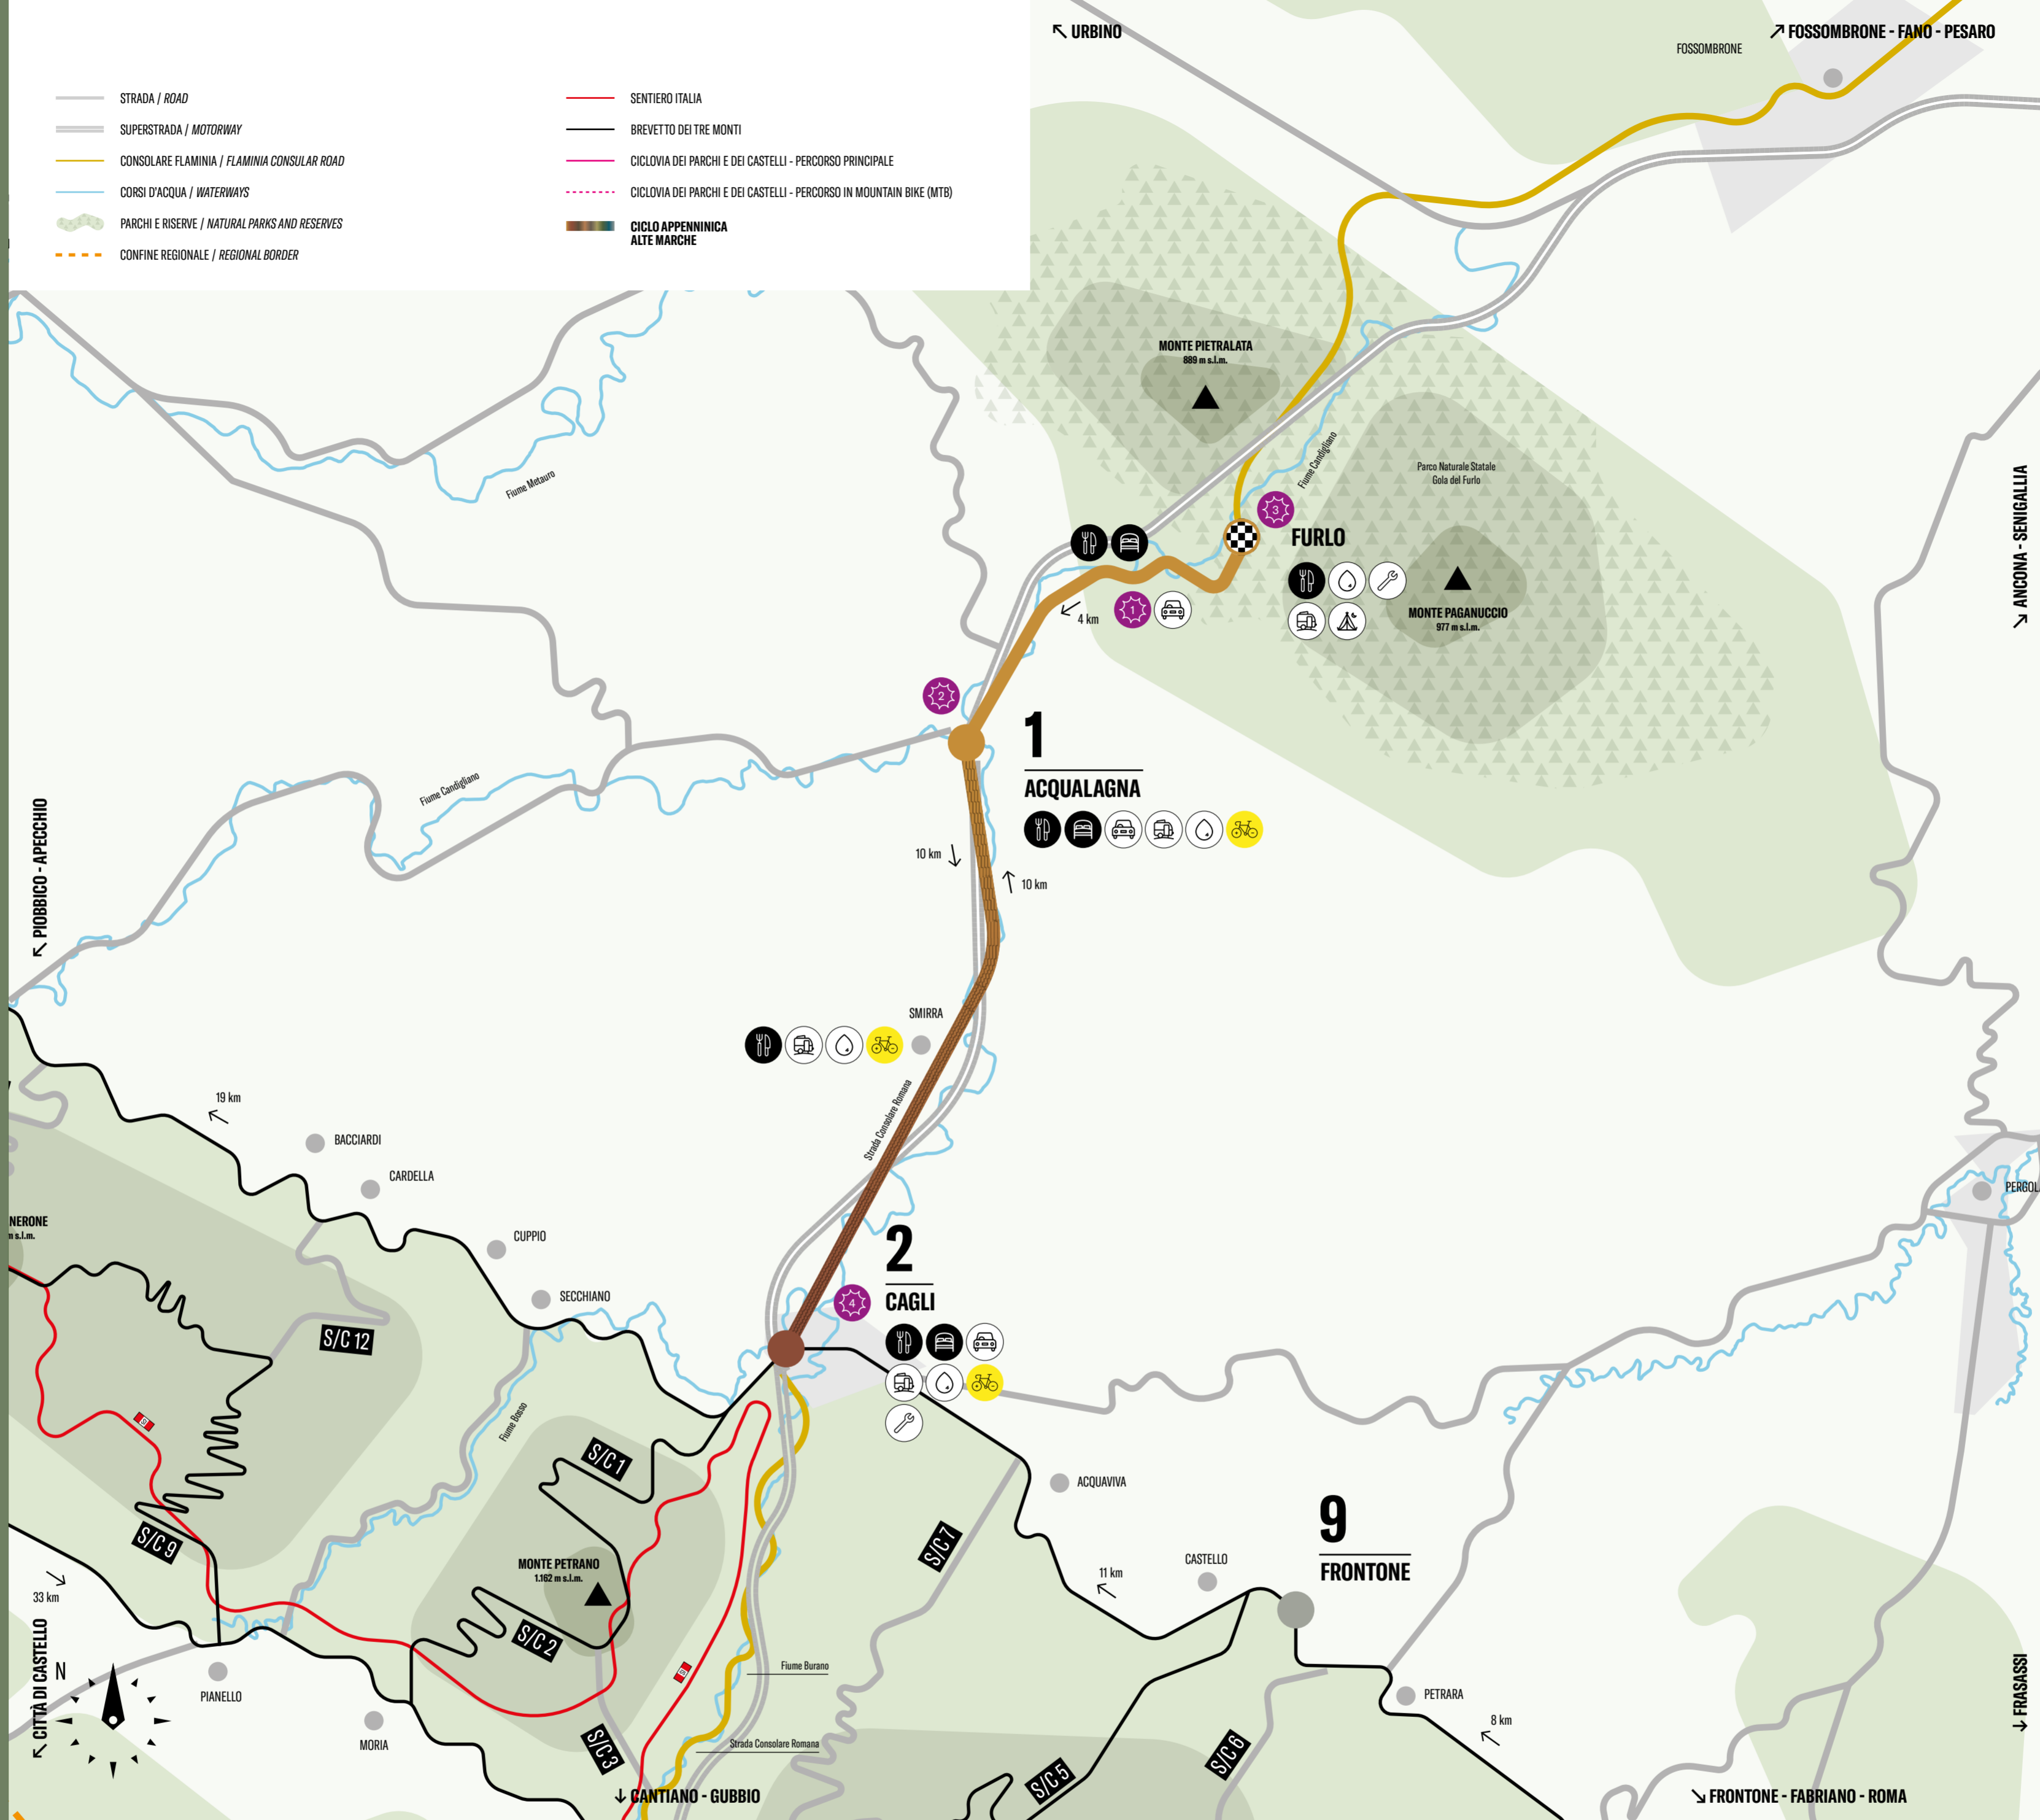 ↖ URBINO
↗ FOSSOMBRONE - FANO - PESARO
FOSSOMBRONE
STRADA / ROAD
SUPERSTRADA / MOTORWAY
CONSOLARE FLAMINIA / FLAMINIA CONSULAR ROAD
CORSI D'ACQUA / WATERWAYS
PARCHI E RISERVE / NATURAL PARKS AND RESERVES
CONFINE REGIONALE / REGIONAL BORDER
SENTIERO ITALIA
BREVETTO DEI TRE MONTI
CICLOVIA DEI PARCHI E DEI CASTELLI - PERCORSO PRINCIPALE
CICLOVIA DEI PARCHI E DEI CASTELLI - PERCORSO IN MOUNTAIN BIKE (MTB)
CICLO APPENNINICA
ALTE MARCHE
MONTE PIETRALATA
889 m s.l.m.
Fiume Metauro
Fiume Candigliano
Parco Naturale Statale
Gola del Furlo
3
FURLO
MONTE PAGANUCCIO
977 m s.l.m.
1
4 km
↘ ANCONA - SENIGALLIA
2
1
ACQUALAGNA
Fiume Candigliano
10 km
10 km
↖ PIOBBICO - APECCHIO
SMIRRA
Strada Consolare Romana
19 km
BACCIARDI
CARDELLA
CUPPIO
SECCHIANO
NERONE
m s.l.m.
S/C 12
PERGOL
4
2
CAGLI
Fiume Bosso
S/C 1
S/C 9
MONTE PETRANO
1.162 m s.l.m.
S/C 2
S/C 7
ACQUAVIVA
CASTELLO
11 km
9
FRONTONE
33 km
↖ CITTÀ DI CASTELLO
N
PIANELLO
MORIA
S/C 3
Fiume Burano
Strada Consolare Romana
↓ CANTIANO - GUBBIO
S/C 5
S/C 6
PETRARA
8 km
↓ FRASASSI
↘ FRONTONE - FABRIANO - ROMA